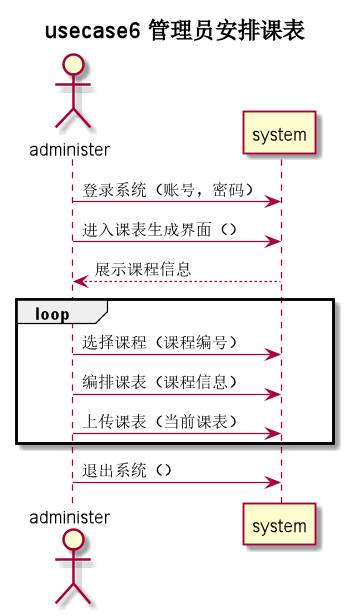 usecase6 管理员安排课表
administer
system
登录系统（账号，密码）
进入课表生成界面（）
展示课程信息
loop
选择课程（课程编号）
编排课表（课程信息）
上传课表（当前课表）
退出系统（）
administer
system